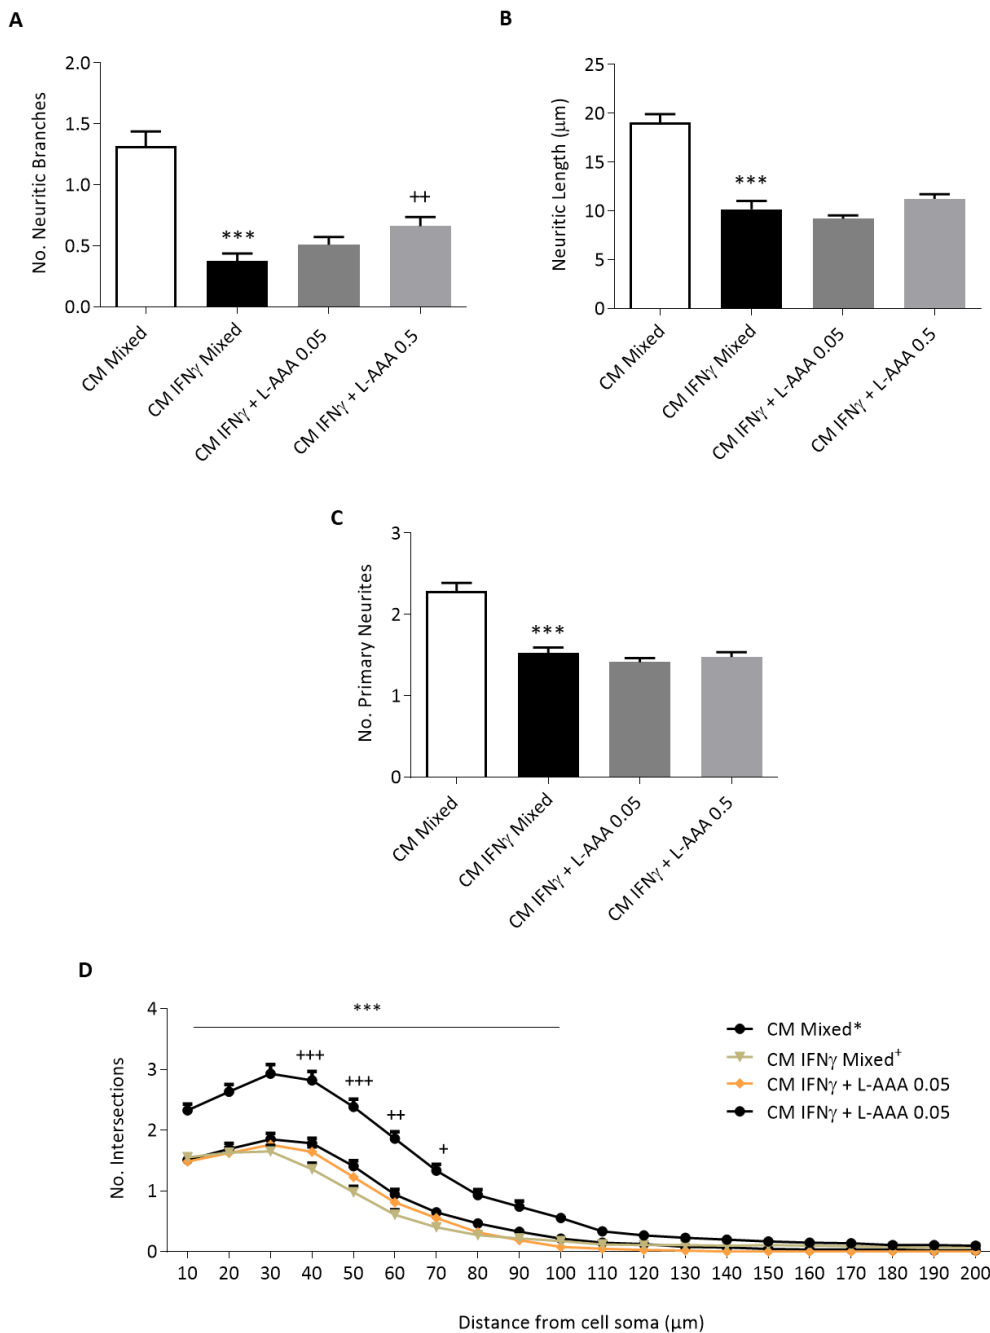 A
No. Neuritic Branches
2.0
1.5
1.0
0.5
0.0
***
++
CM Mixed
CM IFNγ Mixed
CM IFNγ + L-AAA 0.05
CM IFNγ + L-AAA 0.5
B
Neuritic Length (µm)
25
20
15
10
5
0
***
CM Mixed
CM IFNγ Mixed
CM IFNγ + L-AAA 0.05
CM IFNγ + L-AAA 0.5
C
No. Primary Neurites
3
2
1
0
***
CM Mixed
CM IFNγ Mixed
CM IFNγ + L-AAA 0.05
CM IFNγ + L-AAA 0.5
D
No. Intersections
4
3
2
1
0
***
+++
+++
++
+
CM Mixed*
CM IFNγ Mixed⁺
CM IFNγ + L-AAA 0.05
CM IFNγ + L-AAA 0.05
10 20 30 40 50 60 70 80 90 100 110 120 130 140 150 160 170 180 190 200
Distance from cell soma (µm)